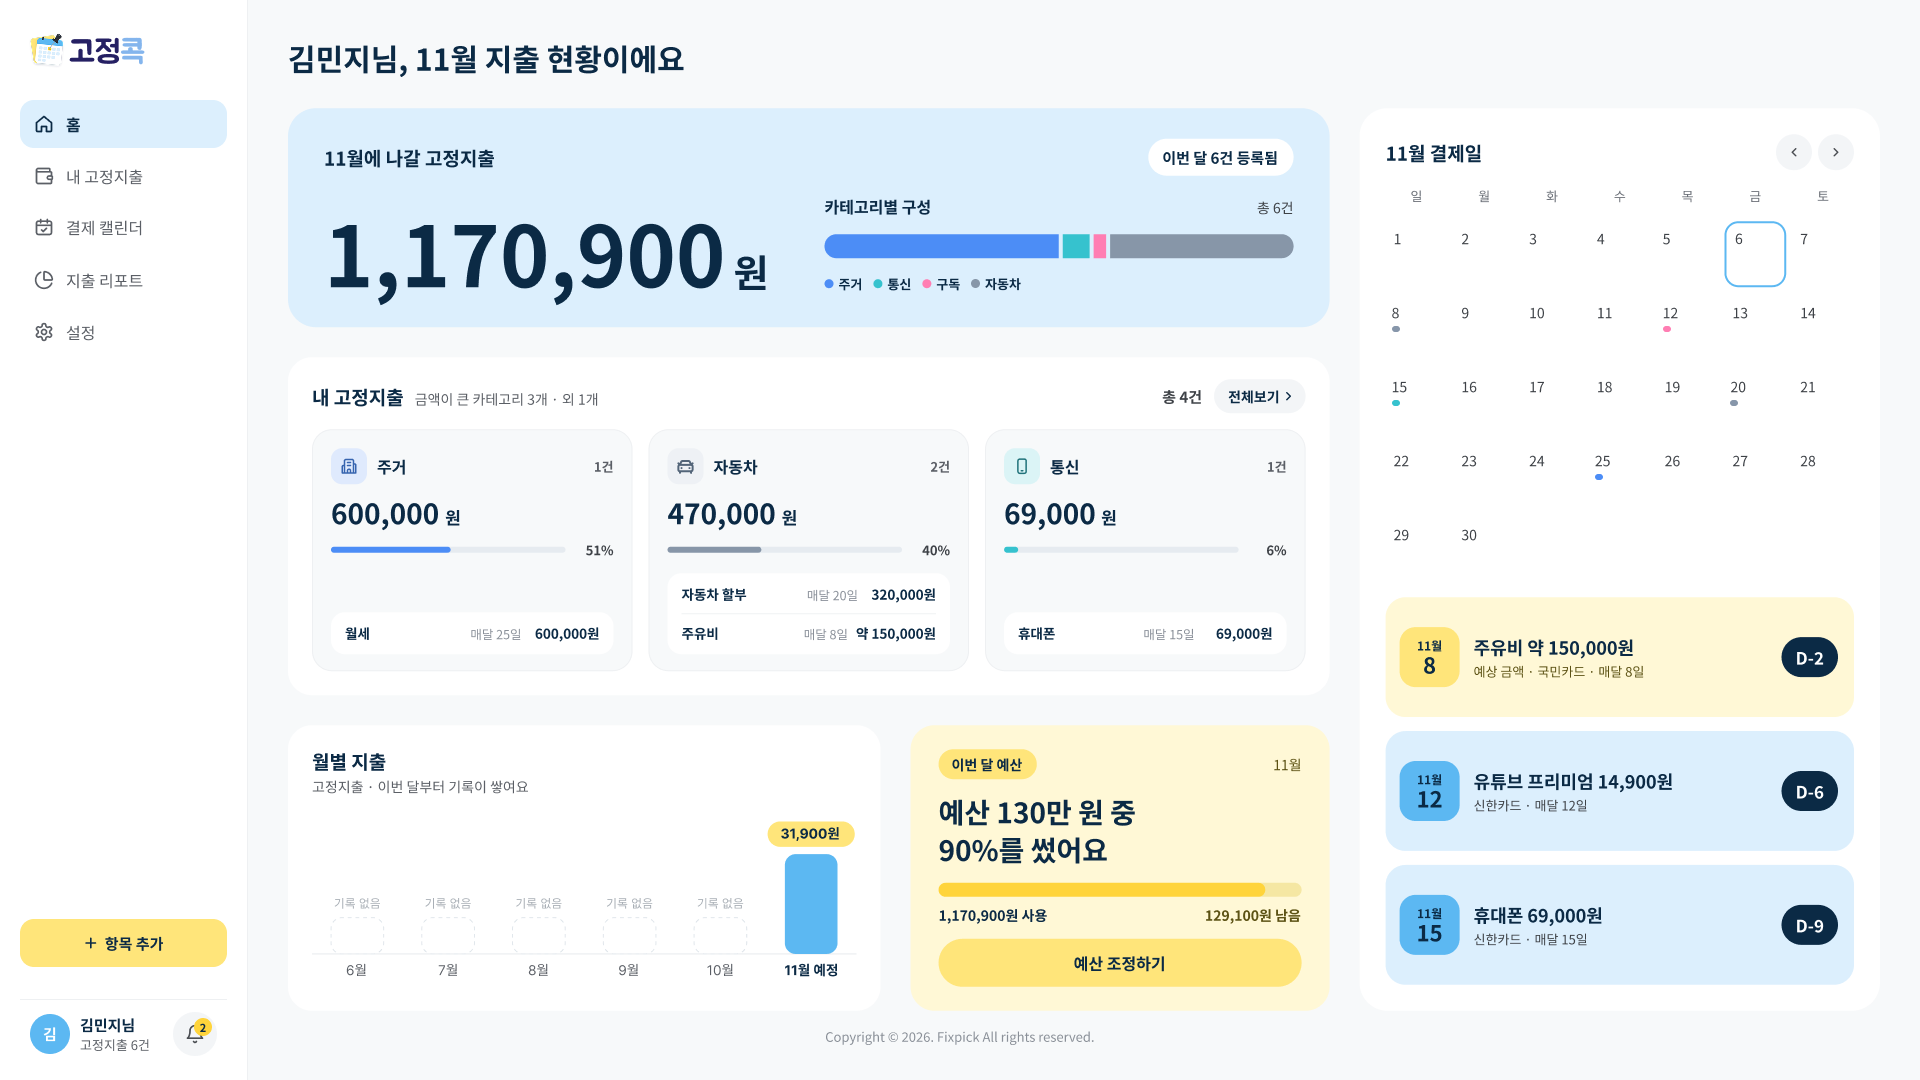 고정콕
홈
내 고정지출
결제 캘린더
지출 리포트
설정
+ 항목 추가
김
김민지님
고정지출 6건
2
김민지님, 11월 지출 현황이에요
11월에 나갈 고정지출
이번 달 6건 등록됨
1,170,900 원
카테고리별 구성
총 6건
주거
통신
구독
자동차
내 고정지출
금액이 큰 카테고리 3개 · 외 1개
총 4건
전체보기 >
주거
1건
600,000 원
51%
월세
매달 25일
600,000원
자동차
2건
470,000 원
40%
자동차 할부
매달 20일
320,000원
주유비
매달 8일
약 150,000원
통신
1건
69,000 원
6%
휴대폰
매달 15일
69,000원
월별 지출
고정지출 · 이번 달부터 기록이 쌓여요
31,900원
기록 없음
기록 없음
기록 없음
기록 없음
기록 없음
6월
7월
8월
9월
10월
11월 예정
이번 달 예산
11월
예산 130만 원 중
90%를 썼어요
1,170,900원 사용
129,100원 남음
예산 조정하기
11월 결제일
일 월 화 수 목 금 토
1 2 3 4 5 6 7
8 9 10 11 12 13 14
15 16 17 18 19 20 21
22 23 24 25 26 27 28
29 30
11월
8
주유비 약 150,000원
예상 금액 · 국민카드 · 매달 8일
D-2
11월
12
유튜브 프리미엄 14,900원
신한카드 · 매달 12일
D-6
11월
15
휴대폰 69,000원
신한카드 · 매달 15일
D-9
Copyright © 2026. Fixpick All rights reserved.